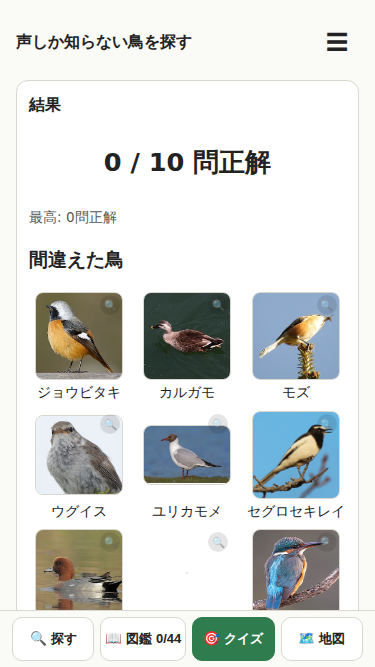 声しか知らない鳥を探す
結果
0 / 10 問正解
最高: 0問正解
間違えた鳥
ジョウビタキ カルガモ モズ
ウグイス ユリカモメ セグロセキレイ
探す 図鑑 0/44 クイズ 地図